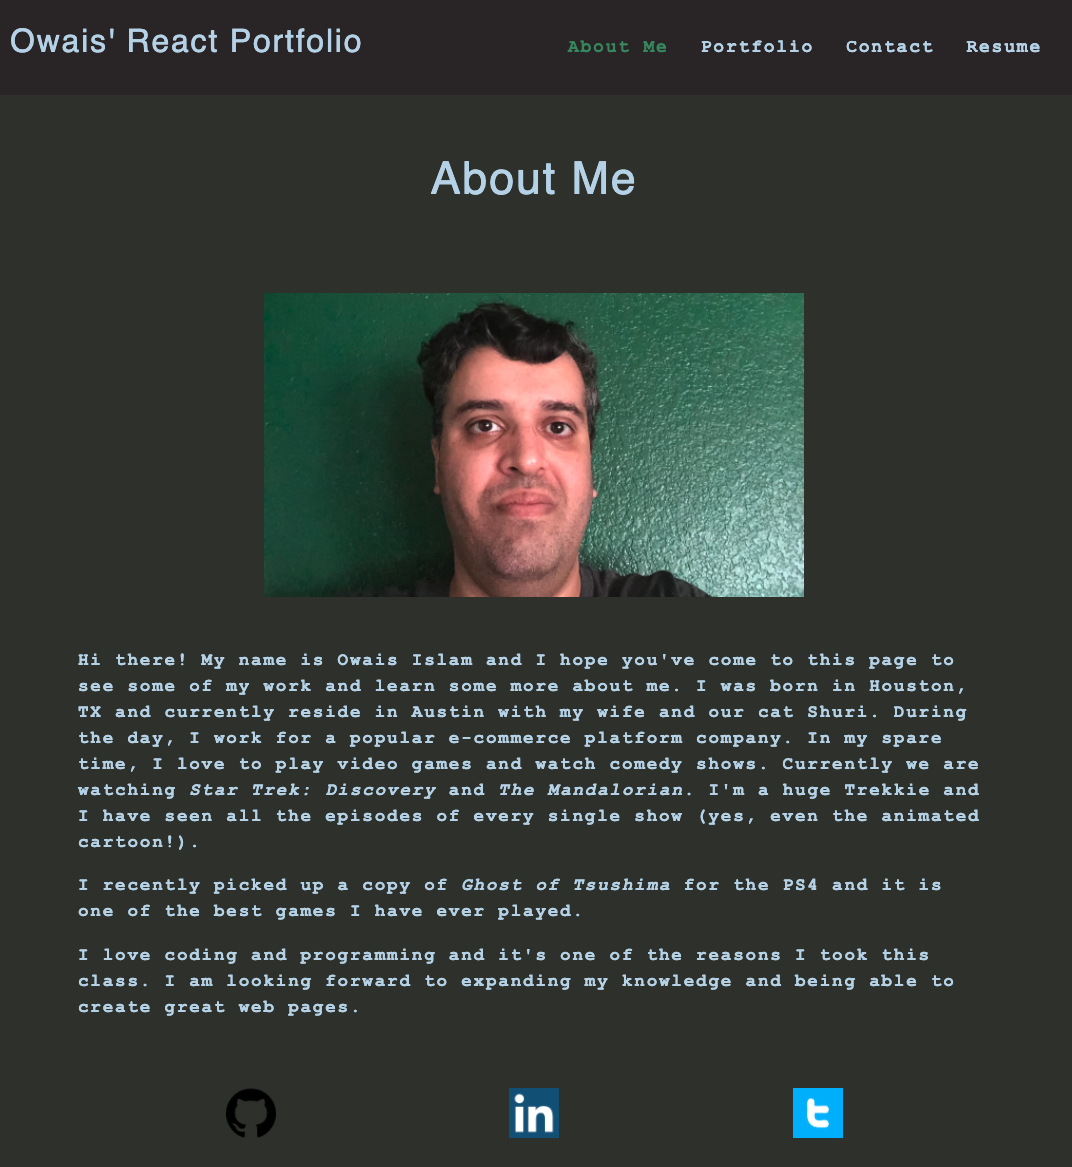 Owais' React Portfolio
About Me Portfolio Contact Resume
About Me
Hi there! My name is Owais Islam and I hope you've come to this page to
see some of my work and learn some more about me. I was born in Houston,
TX and currently reside in Austin with my wife and our cat Shuri. During
the day, I work for a popular e-commerce platform company. In my spare
time, I love to play video games and watch comedy shows. Currently we are
watching Star Trek: Discovery and The Mandalorian. I'm a huge Trekkie and
I have seen all the episodes of every single show (yes, even the animated
cartoon!).
I recently picked up a copy of Ghost of Tsushima for the PS4 and it is
one of the best games I have ever played.
I love coding and programming and it's one of the reasons I took this
class. I am looking forward to expanding my knowledge and being able to
create great web pages.
in
t